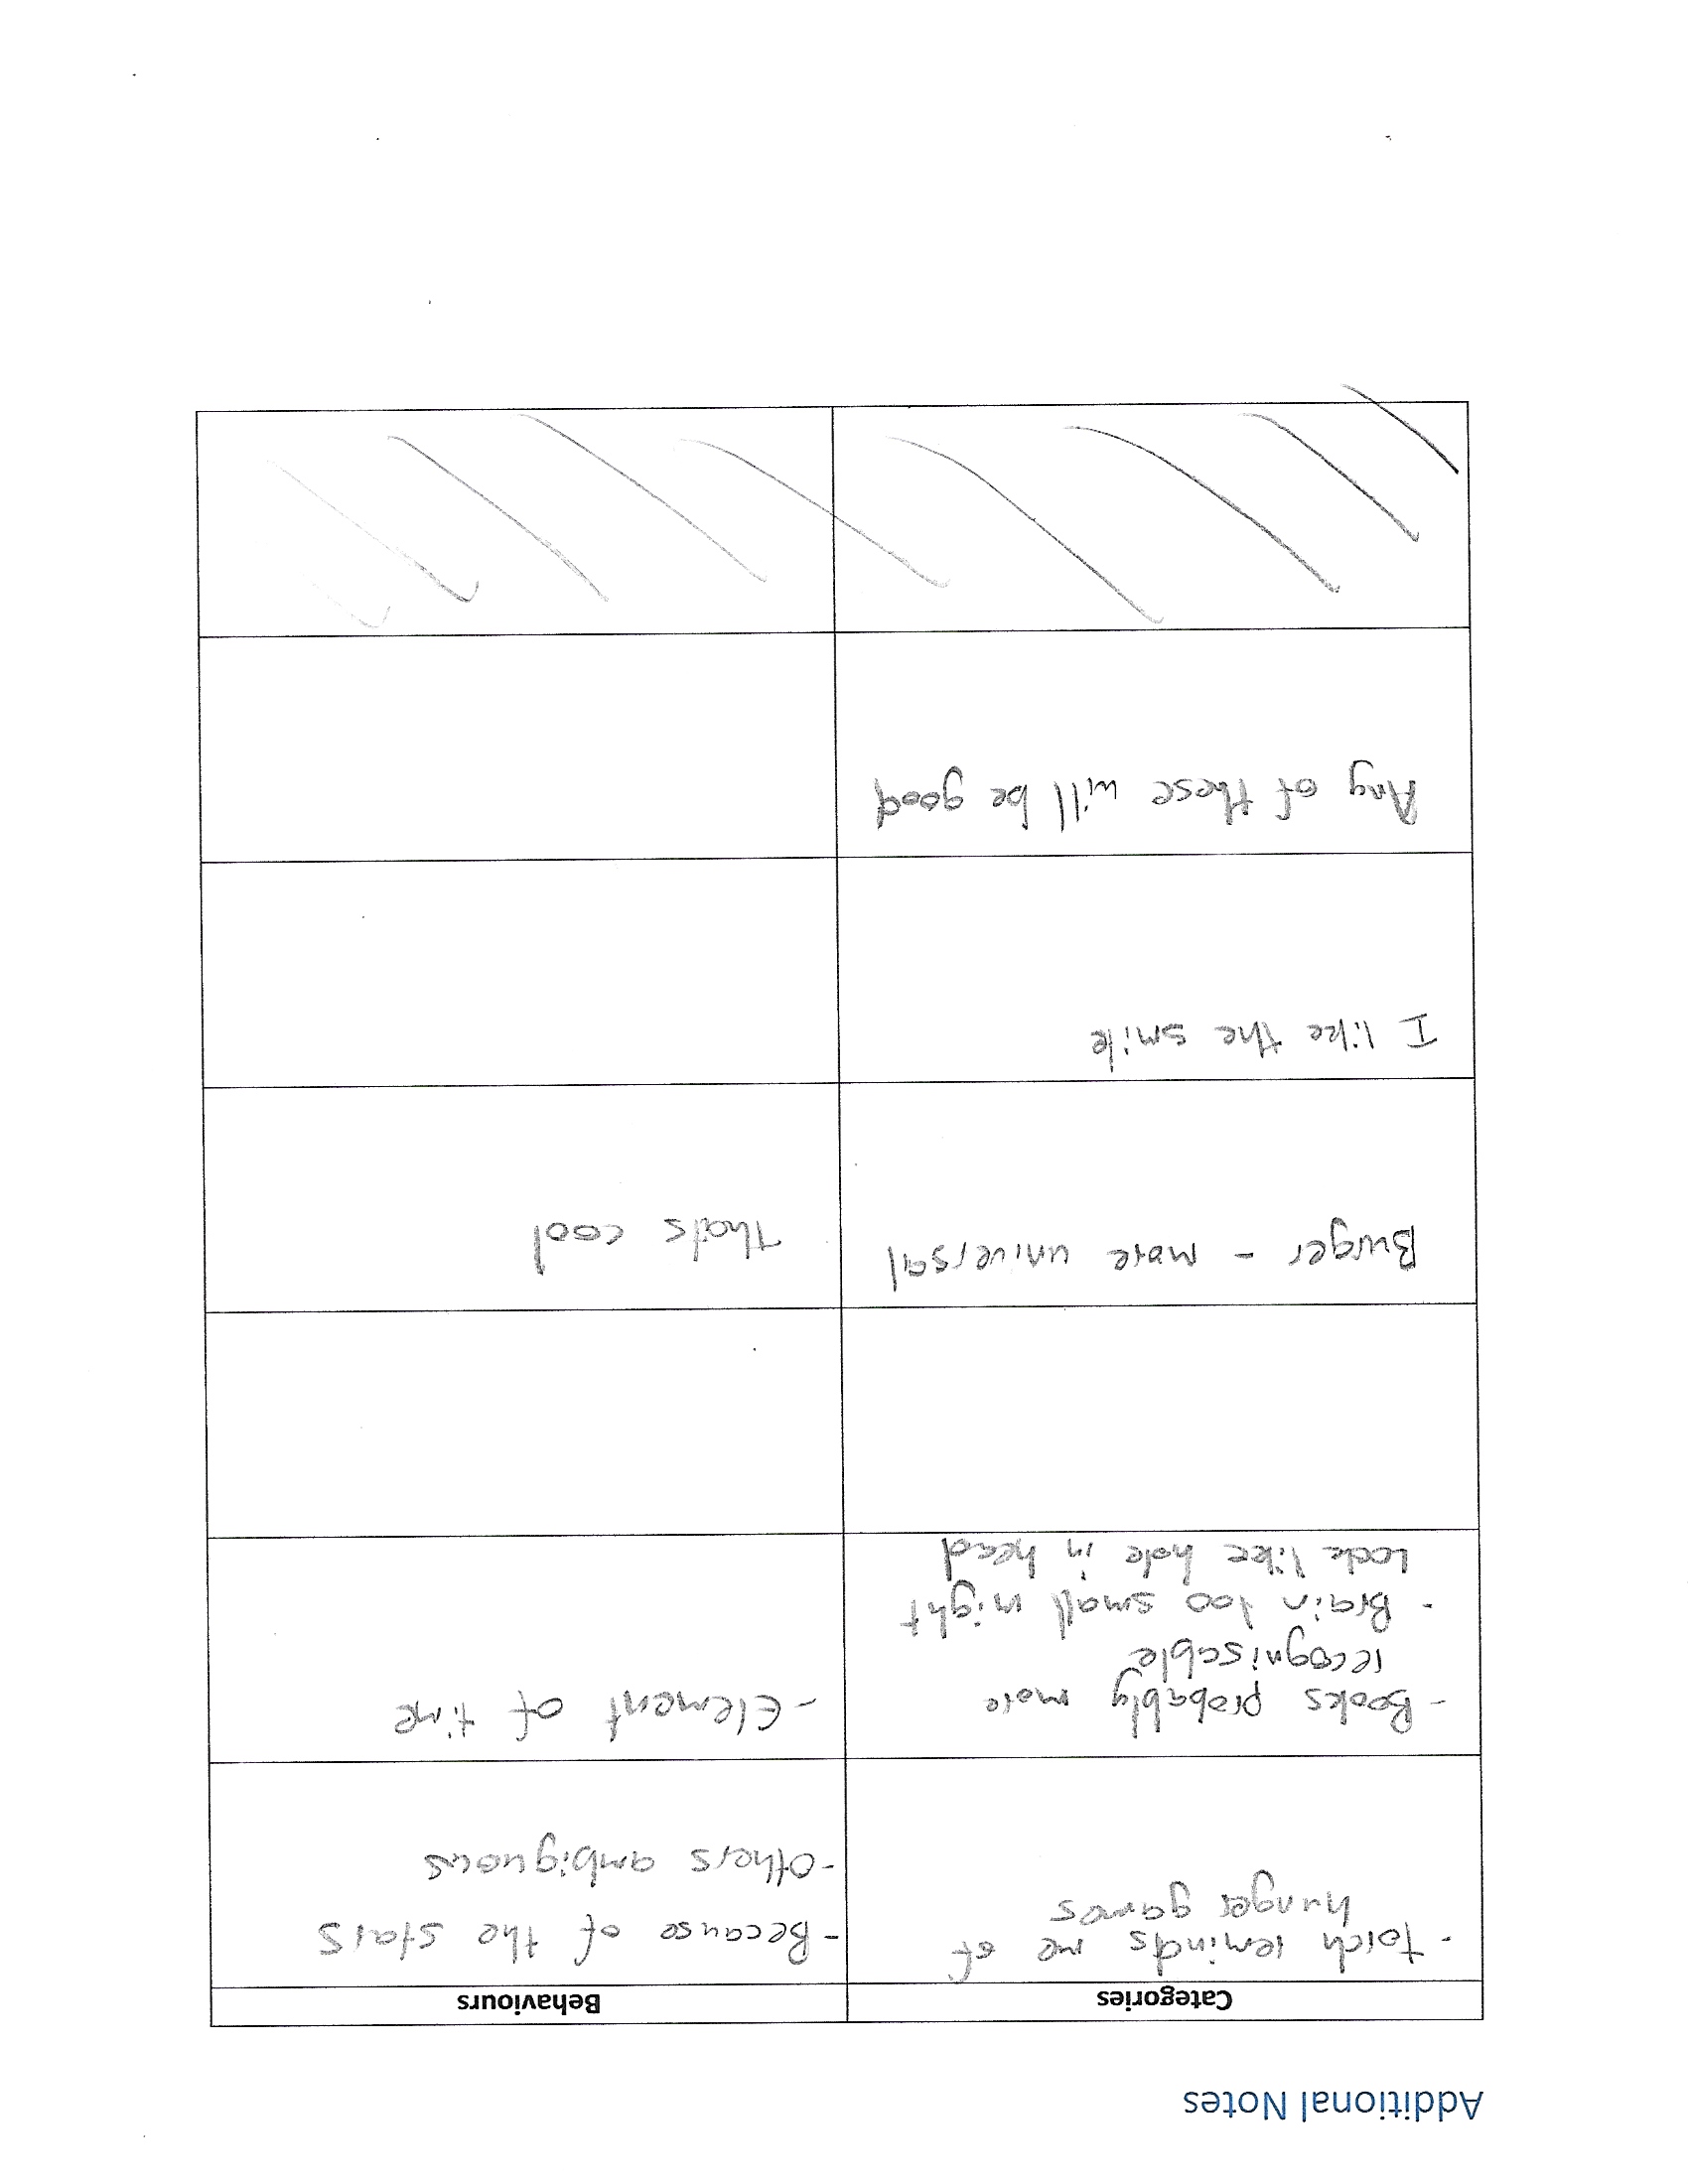 Additional Notes
Categories
Behaviours
- Torch reminds me of
hunger games
- Because of the stars
- Others ambiguous
- Books probably more
recognisable
- Brain too small might
look like hole in head
- Element of time
Burger - more universal
Thats cool
I like the smile
Any of these will be good